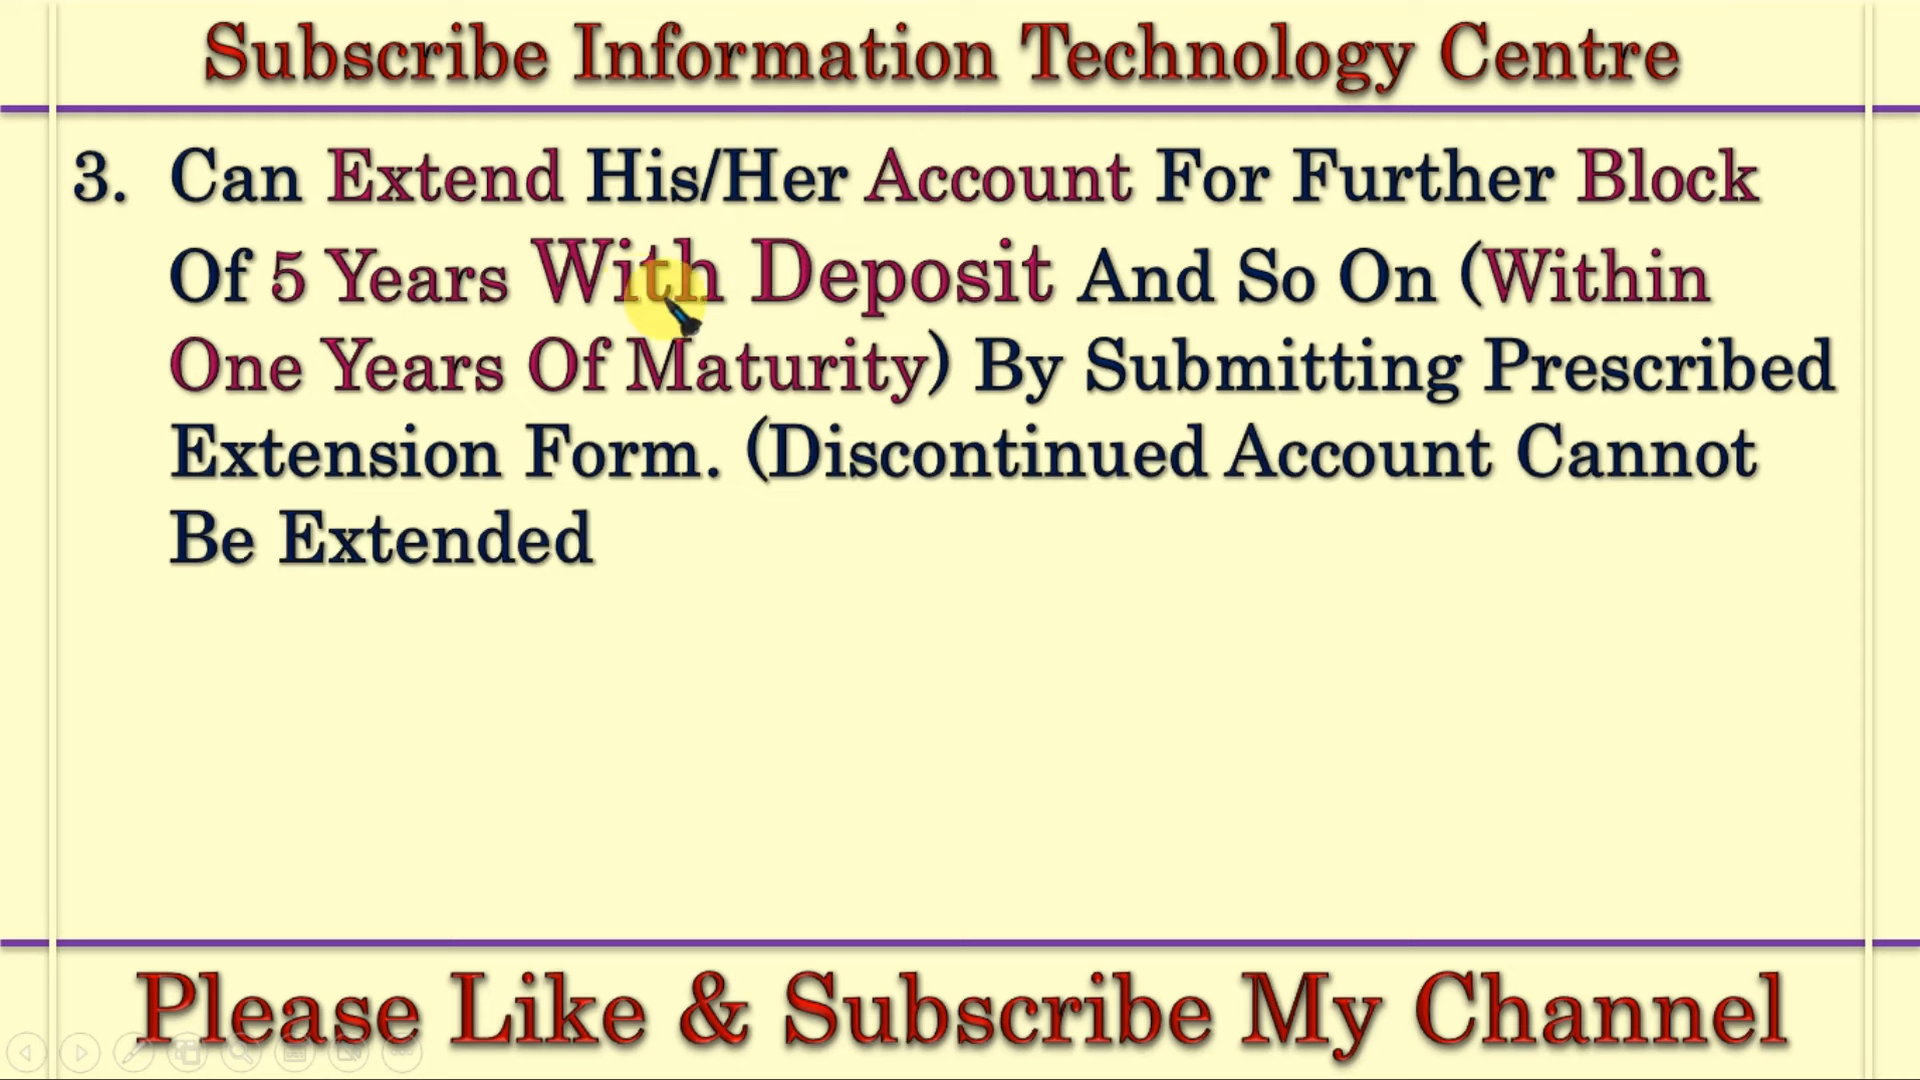 Subscribe Information Technology Centre
3. Can Extend His/Her Account For Further Block
Of 5 Years With Deposit And So On (Within
One Years Of Maturity) By Submitting Prescribed
Extension Form. (Discontinued Account Cannot
Be Extended
Please Like & Subscribe My Channel